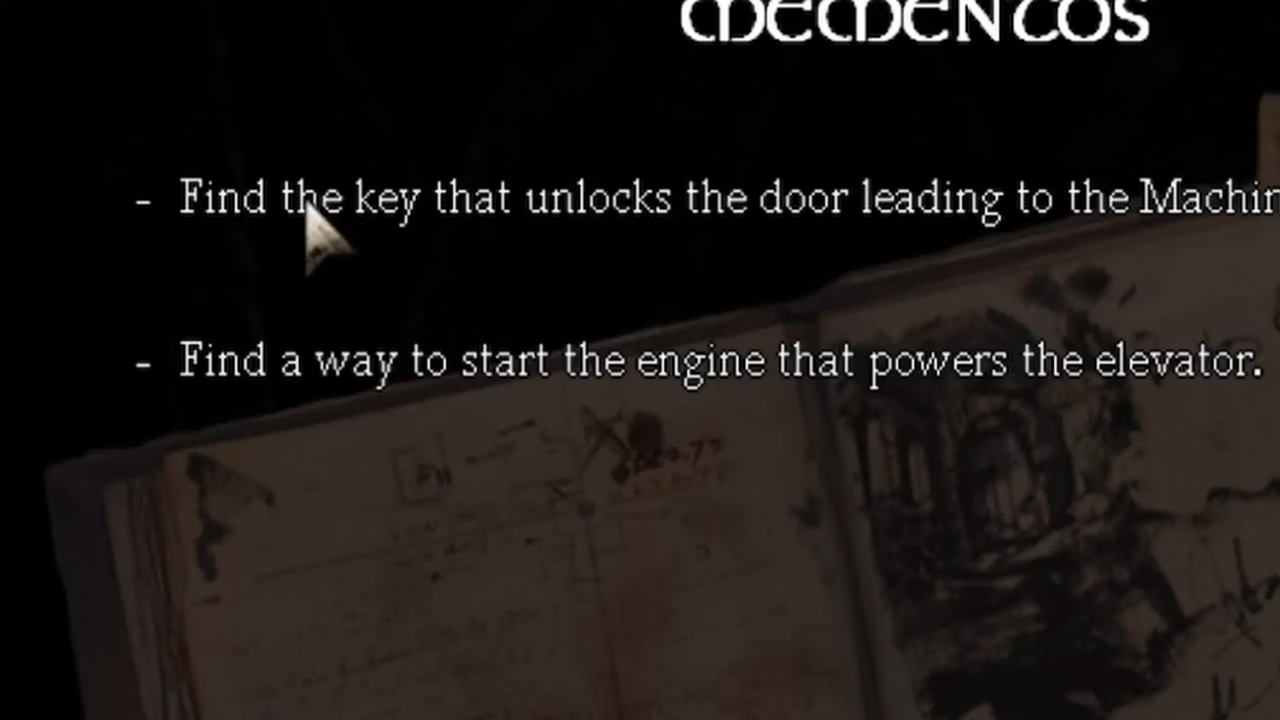 MEMENTOS
- Find the key that unlocks the door leading to the Machin
- Find a way to start the engine that powers the elevator.